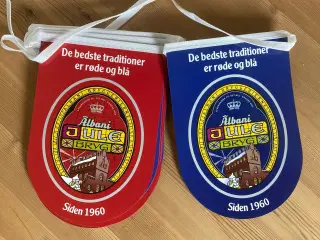 De bedste traditioner
er røde og blå
Albani
JULE
BRYG
Siden 1960
De bedste traditioner
er røde og blå
Albani
JULE
BRYG
Siden 1960